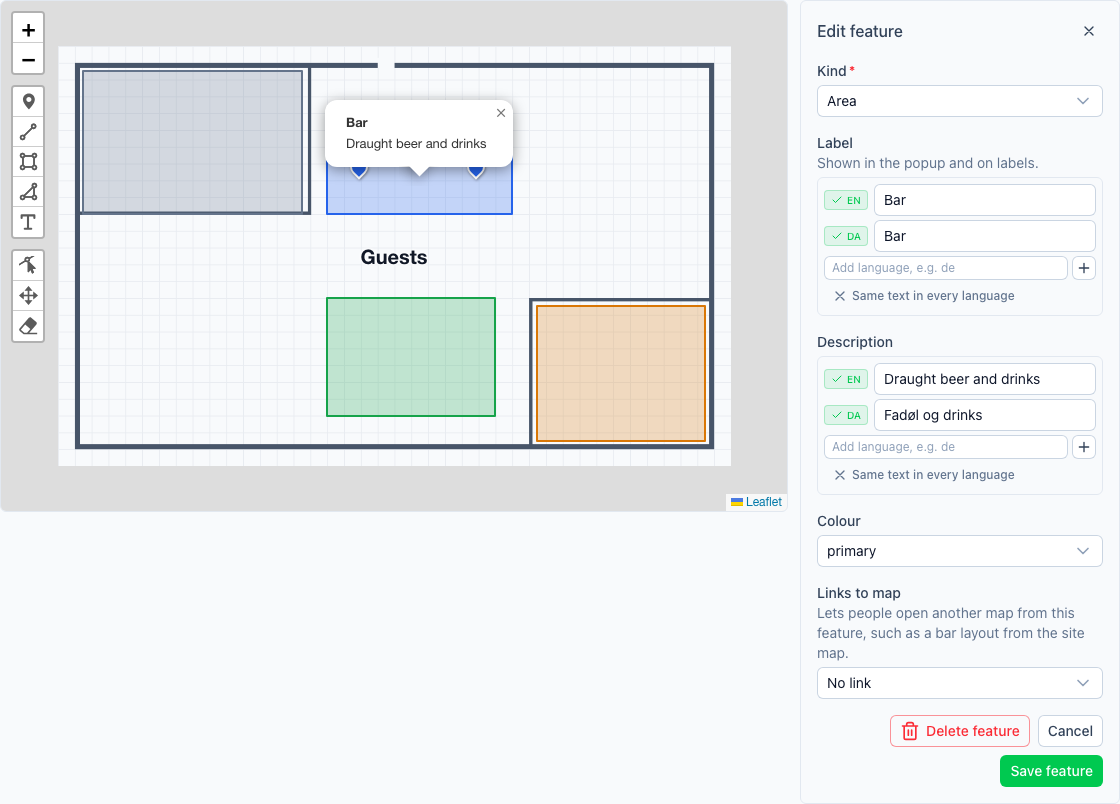 Bar
Draught beer and drinks
Guests
T
Leaflet
Edit feature
Kind *
Area
Label
Shown in the popup and on labels.
EN Bar
DA Bar
Add language, e.g. de
Same text in every language
Description
EN Draught beer and drinks
DA Fadøl og drinks
Add language, e.g. de
Same text in every language
Colour
primary
Links to map
Lets people open another map from this
feature, such as a bar layout from the site
map.
No link
Delete feature
Cancel
Save feature